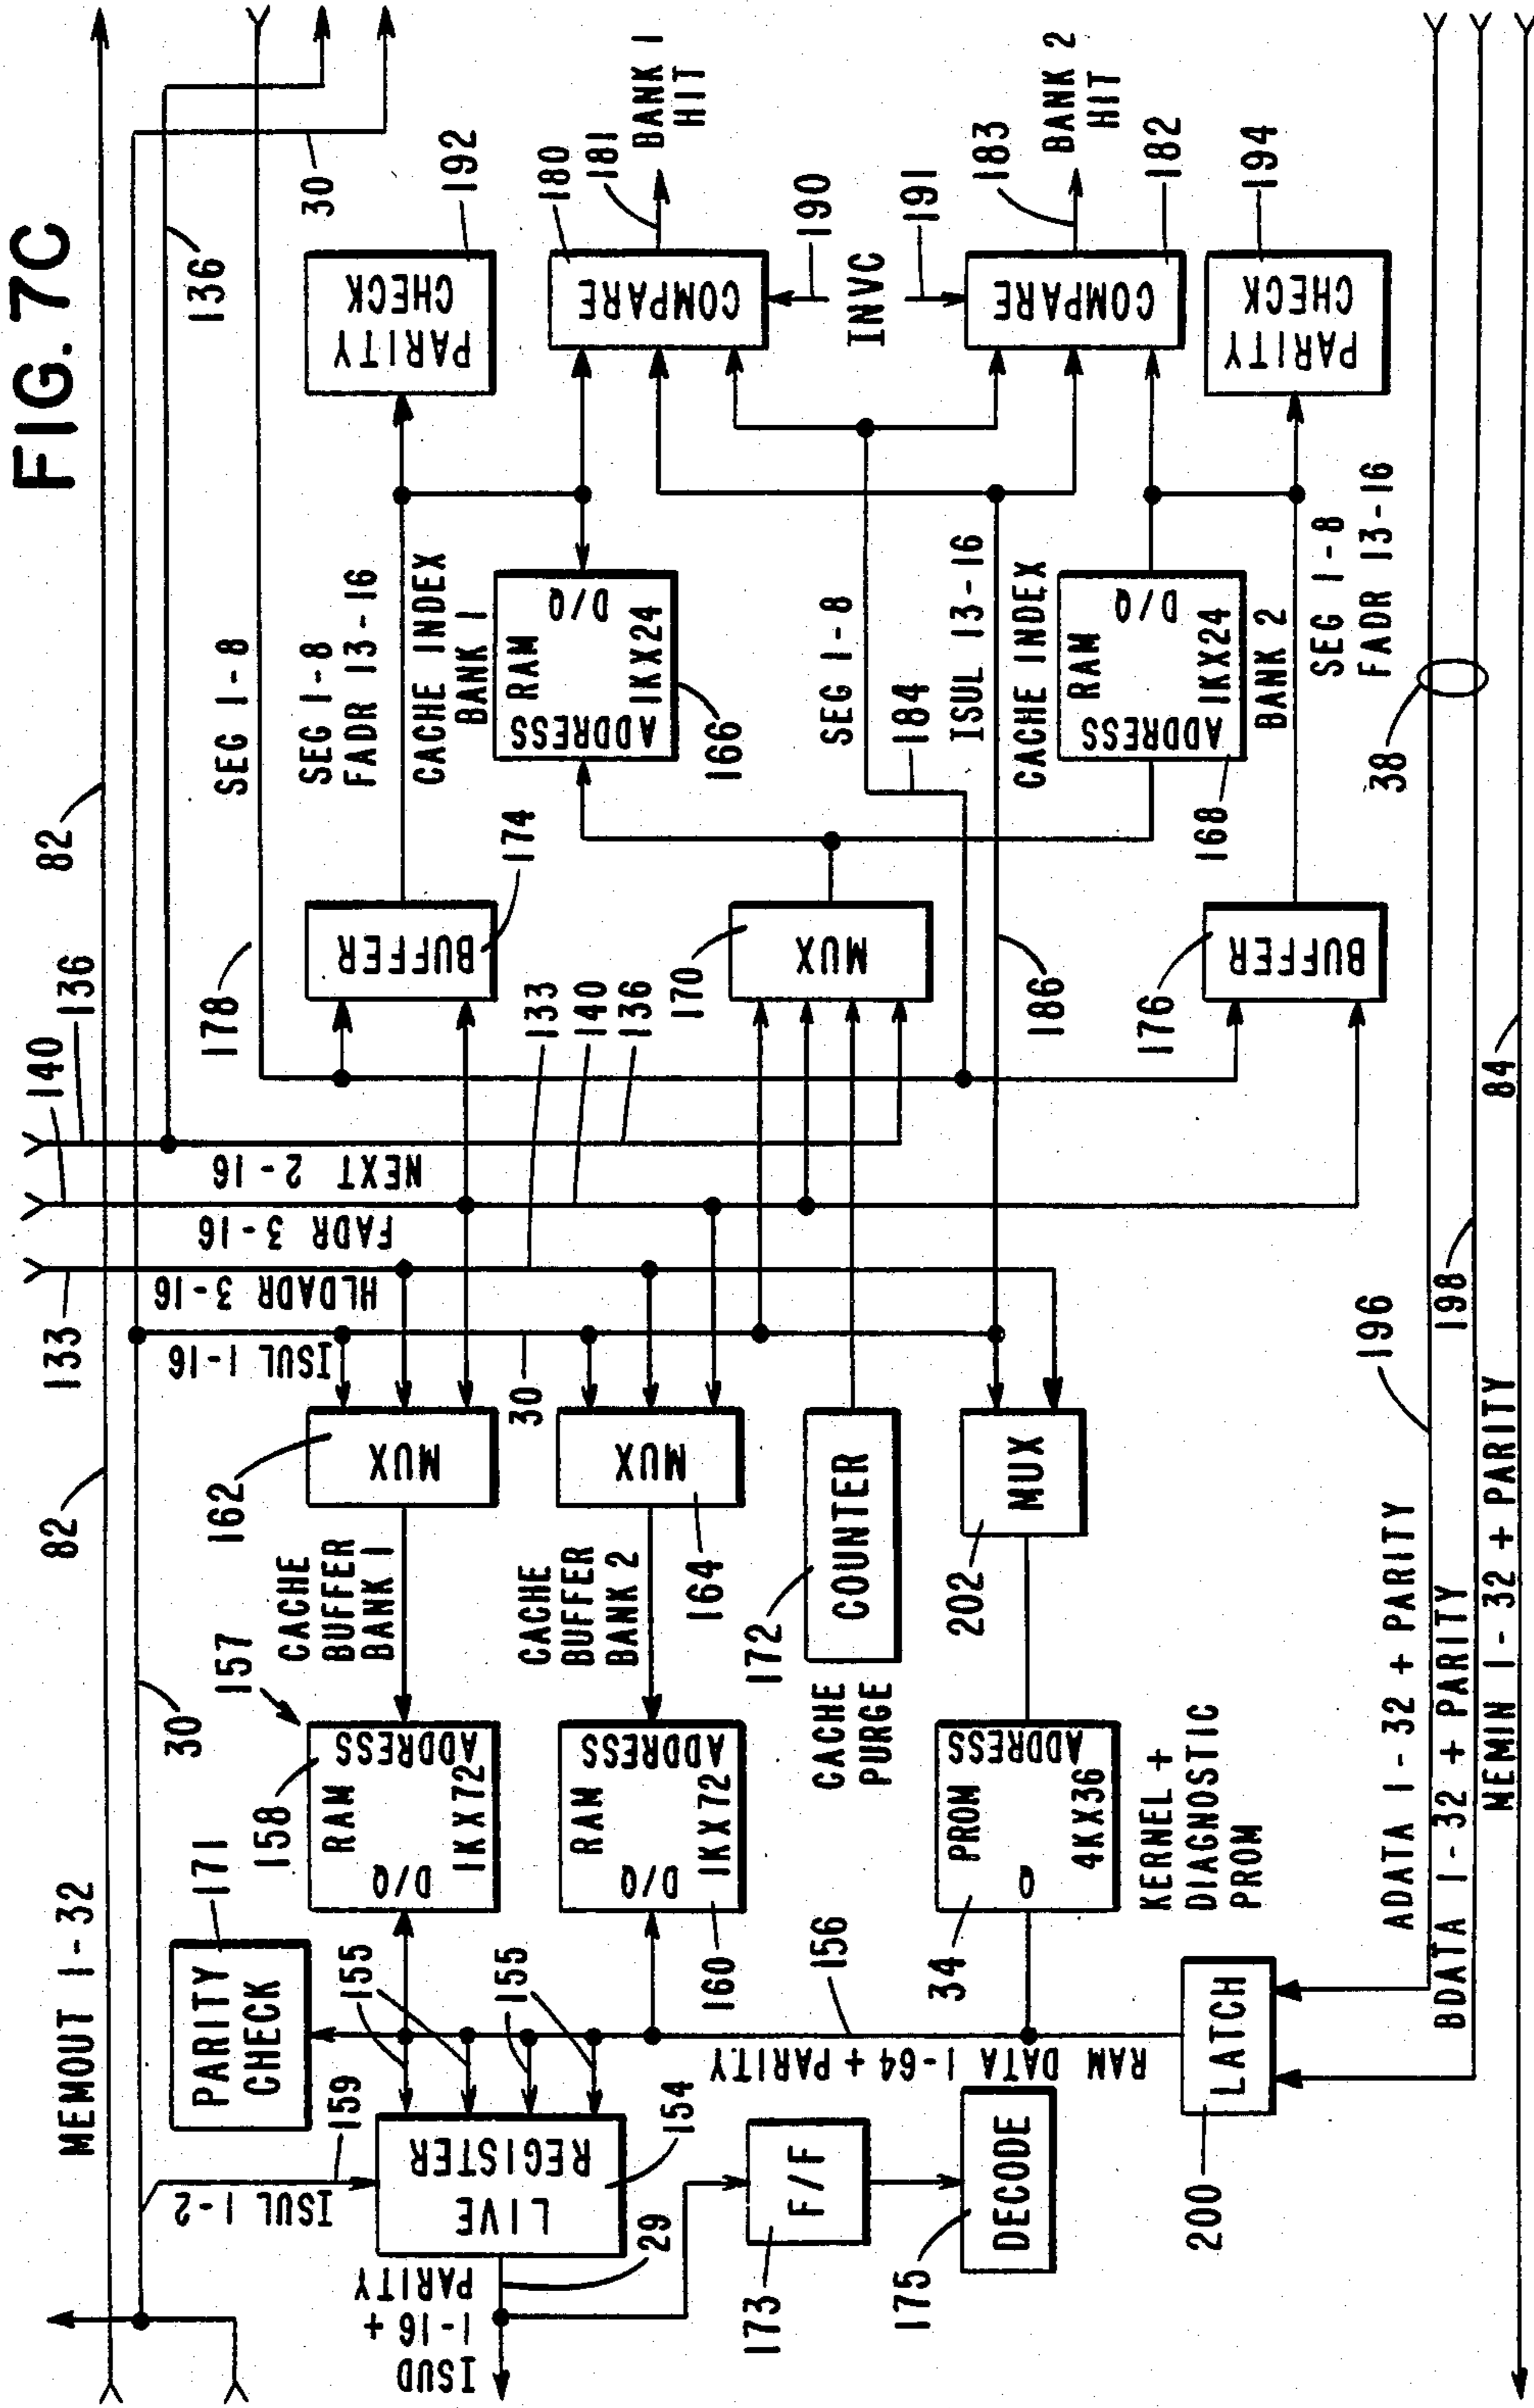 FIG. 7C
82
MEMOUT 1-32
82
30
136
140
136
133
SEG 1-8
178
30
ISUL 1-2
159
PARITY
CHECK
171
155
155
157
158
RAM
ADDRESS
D/Q
1KX72
CACHE
BUFFER
BANK 1
162
MUX
ISUL 1-16
HLDADR 3-16
FADR 3-16
NEXT 2-16
30
133
140
136
BUFFER
174
SEG 1-8
FADR 13-16
CACHE INDEX
BANK 1
PARITY
CHECK
192
30
ISUD
1-16 +
PARITY
29
LIVE
REGISTER
154
RAM
ADDRESS
D/Q
1KX72
160
CACHE
BUFFER
BANK 2
164
MUX
170
MUX
RAM
ADDRESS
D/Q
1KX24
166
COMPARE
180
181
BANK 1
HIT
173
F/F
RAM DATA 1-64 + PARITY
156
CACHE
PURGE
172
COUNTER
SEG 1-8
184
ISUL 13-16
186
INVC
190
191
175
DECODE
34
PROM
ADDRESS
Q
4KX36
KERNEL +
DIAGNOSTIC
PROM
202
MUX
CACHE INDEX
RAM
ADDRESS
D/Q
1KX24
168
BANK 2
COMPARE
182
183
BANK 2
HIT
200
LATCH
176
BUFFER
SEG 1-8
FADR 13-16
PARITY
CHECK
194
ADATA 1-32 + PARITY
196
38
BDATA 1-32 + PARITY
198
MEMIN 1-32 + PARITY
84